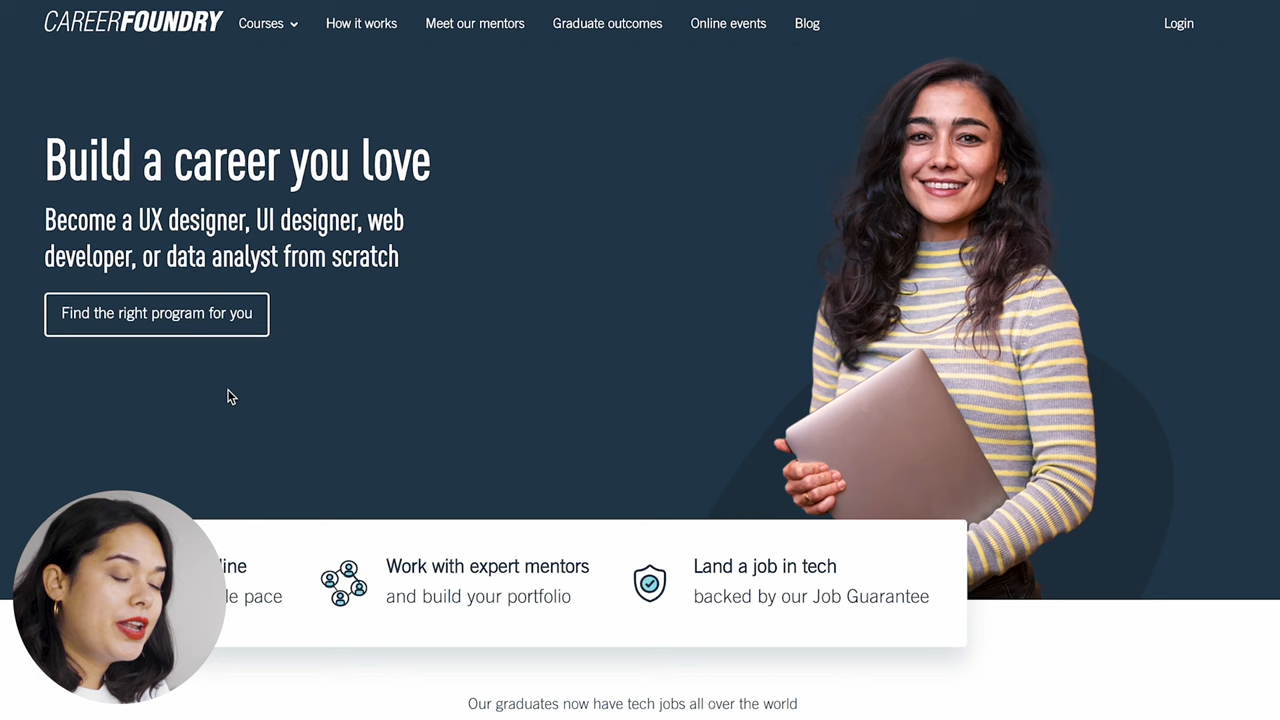 CAREERFOUNDRY Courses How it works Meet our mentors Graduate outcomes Online events Blog Login
Build a career you love
Become a UX designer, UI designer, web
developer, or data analyst from scratch
Find the right program for you
Work with expert mentors
and build your portfolio
Land a job in tech
backed by our Job Guarantee
pace
Our graduates now have tech jobs all over the world